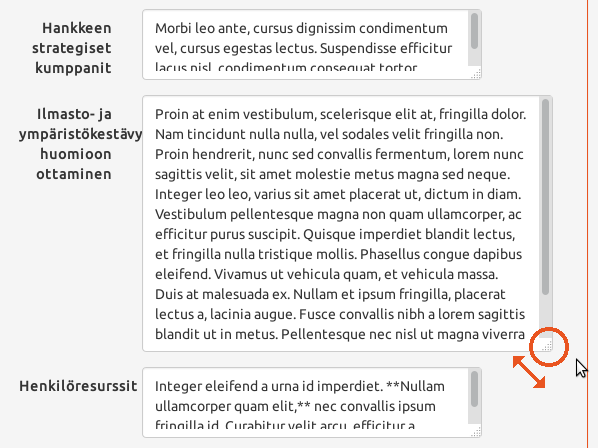 Hankkeen
strategiset
kumppanit
Morbi leo ante, cursus dignissim condimentum
vel, cursus egestas lectus. Suspendisse efficitur
lacus nisl, condimentum consequat tortor
Ilmasto- ja
ympäristökestävy
huomioon
ottaminen
Proin at enim vestibulum, scelerisque elit at, fringilla dolor.
Nam tincidunt nulla nulla, vel sodales velit fringilla non.
Proin hendrerit, nunc sed convallis fermentum, lorem nunc
sagittis velit, sit amet molestie metus magna sed neque.
Integer leo leo, varius sit amet placerat ut, dictum in diam.
Vestibulum pellentesque magna non quam ullamcorper, ac
efficitur purus suscipit. Quisque imperdiet blandit lectus,
et fringilla nulla tristique mollis. Phasellus congue dapibus
eleifend. Vivamus ut vehicula quam, et vehicula massa.
Duis at malesuada ex. Nullam et ipsum fringilla, placerat
lectus a, lacinia augue. Fusce convallis nibh a lorem sagittis
blandit ut in metus. Pellentesque nec nisl ut magna viverra
Henkilöresurssit
Integer eleifend a urna id imperdiet. **Nullam
ullamcorper quam elit,** nec convallis ipsum
fringilla id. Curabitur velit arcu, efficitur a